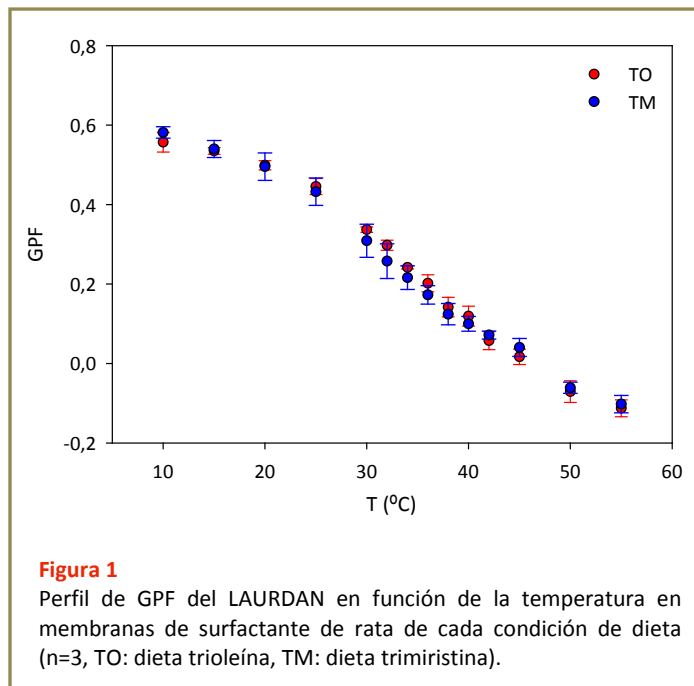 0,8
TO
TM
0,6
0,4
GPF
0,2
0,0
-0,2
10 20 30 40 50 60
T (⁰C)
Figura 1
Perfil de GPF del LAURDAN en función de la temperatura en
membranas de surfactante de rata de cada condición de dieta
(n=3, TO: dieta trioleína, TM: dieta trimiristina).